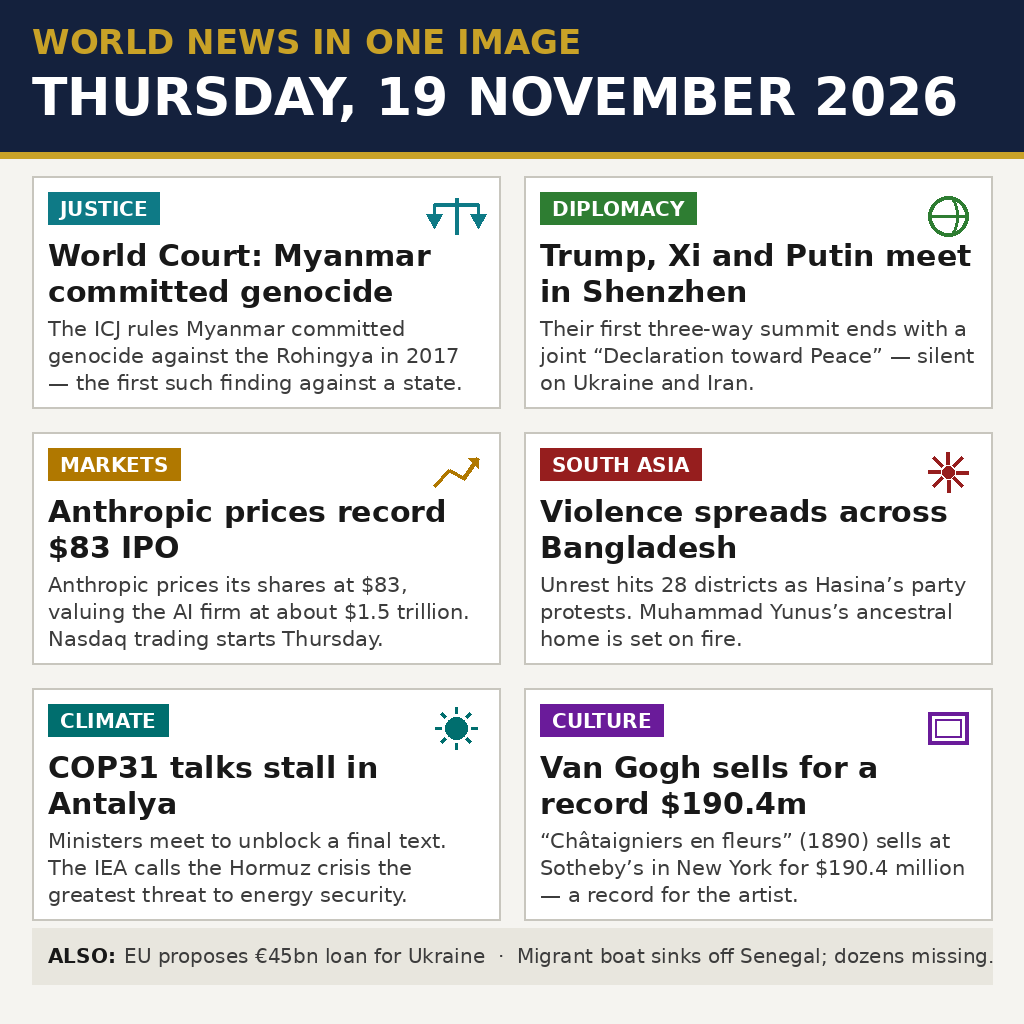 WORLD NEWS IN ONE IMAGE
THURSDAY, 19 NOVEMBER 2026
JUSTICE
World Court: Myanmar
committed genocide
The ICJ rules Myanmar committed
genocide against the Rohingya in 2017
— the first such finding against a state.
DIPLOMACY
Trump, Xi and Putin meet
in Shenzhen
Their first three-way summit ends with a
joint “Declaration toward Peace” — silent
on Ukraine and Iran.
MARKETS
Anthropic prices record
$83 IPO
Anthropic prices its shares at $83,
valuing the AI firm at about $1.5 trillion.
Nasdaq trading starts Thursday.
SOUTH ASIA
Violence spreads across
Bangladesh
Unrest hits 28 districts as Hasina’s party
protests. Muhammad Yunus’s ancestral
home is set on fire.
CLIMATE
COP31 talks stall in
Antalya
Ministers meet to unblock a final text.
The IEA calls the Hormuz crisis the
greatest threat to energy security.
CULTURE
Van Gogh sells for a
record $190.4m
“Châtaigniers en fleurs” (1890) sells at
Sotheby’s in New York for $190.4 million
— a record for the artist.
ALSO: EU proposes €45bn loan for Ukraine · Migrant boat sinks off Senegal; dozens missing.